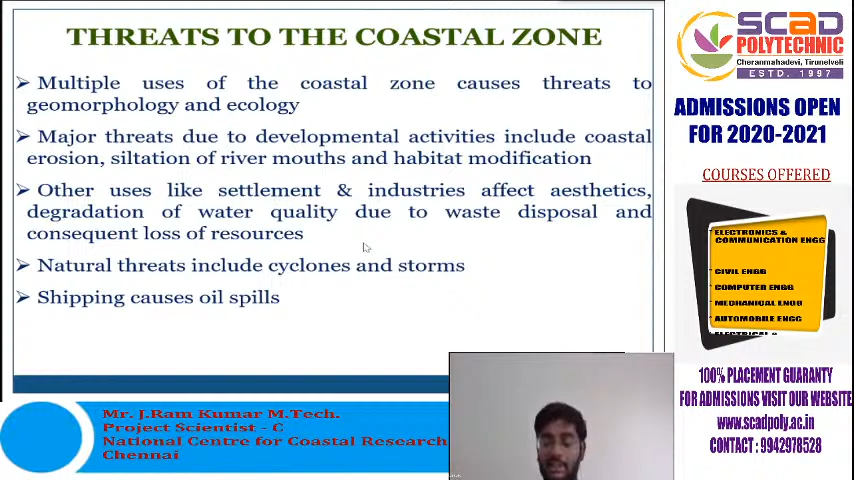 THREATS TO THE COASTAL ZONE
➢ Multiple uses of the coastal zone causes threats to
geomorphology and ecology
➢ Major threats due to developmental activities include coastal
erosion, siltation of river mouths and habitat modification
➢ Other uses like settlement & industries affect aesthetics,
degradation of water quality due to waste disposal and
consequent loss of resources
➢ Natural threats include cyclones and storms
➢ Shipping causes oil spills
Mr. J.Ram Kumar M.Tech.
Project Scientist - C
National Centre for Coastal Research
Chennai
SCAD
POLYTECHNIC
Cheranmahadevi, Tirunelveli
ESTD. 1997
ADMISSIONS OPEN
FOR 2020-2021
COURSES OFFERED
ELECTRONICS &
COMMUNICATION ENGG
CIVIL ENGG
COMPUTER ENGG
MECHANICAL ENGG
AUTOMOBILE ENGG
ELECTRICAL &
100% PLACEMENT GUARANTY
FOR ADMISSIONS VISIT OUR WEBSITE
www.scadpoly.ac.in
CONTACT : 9942978528